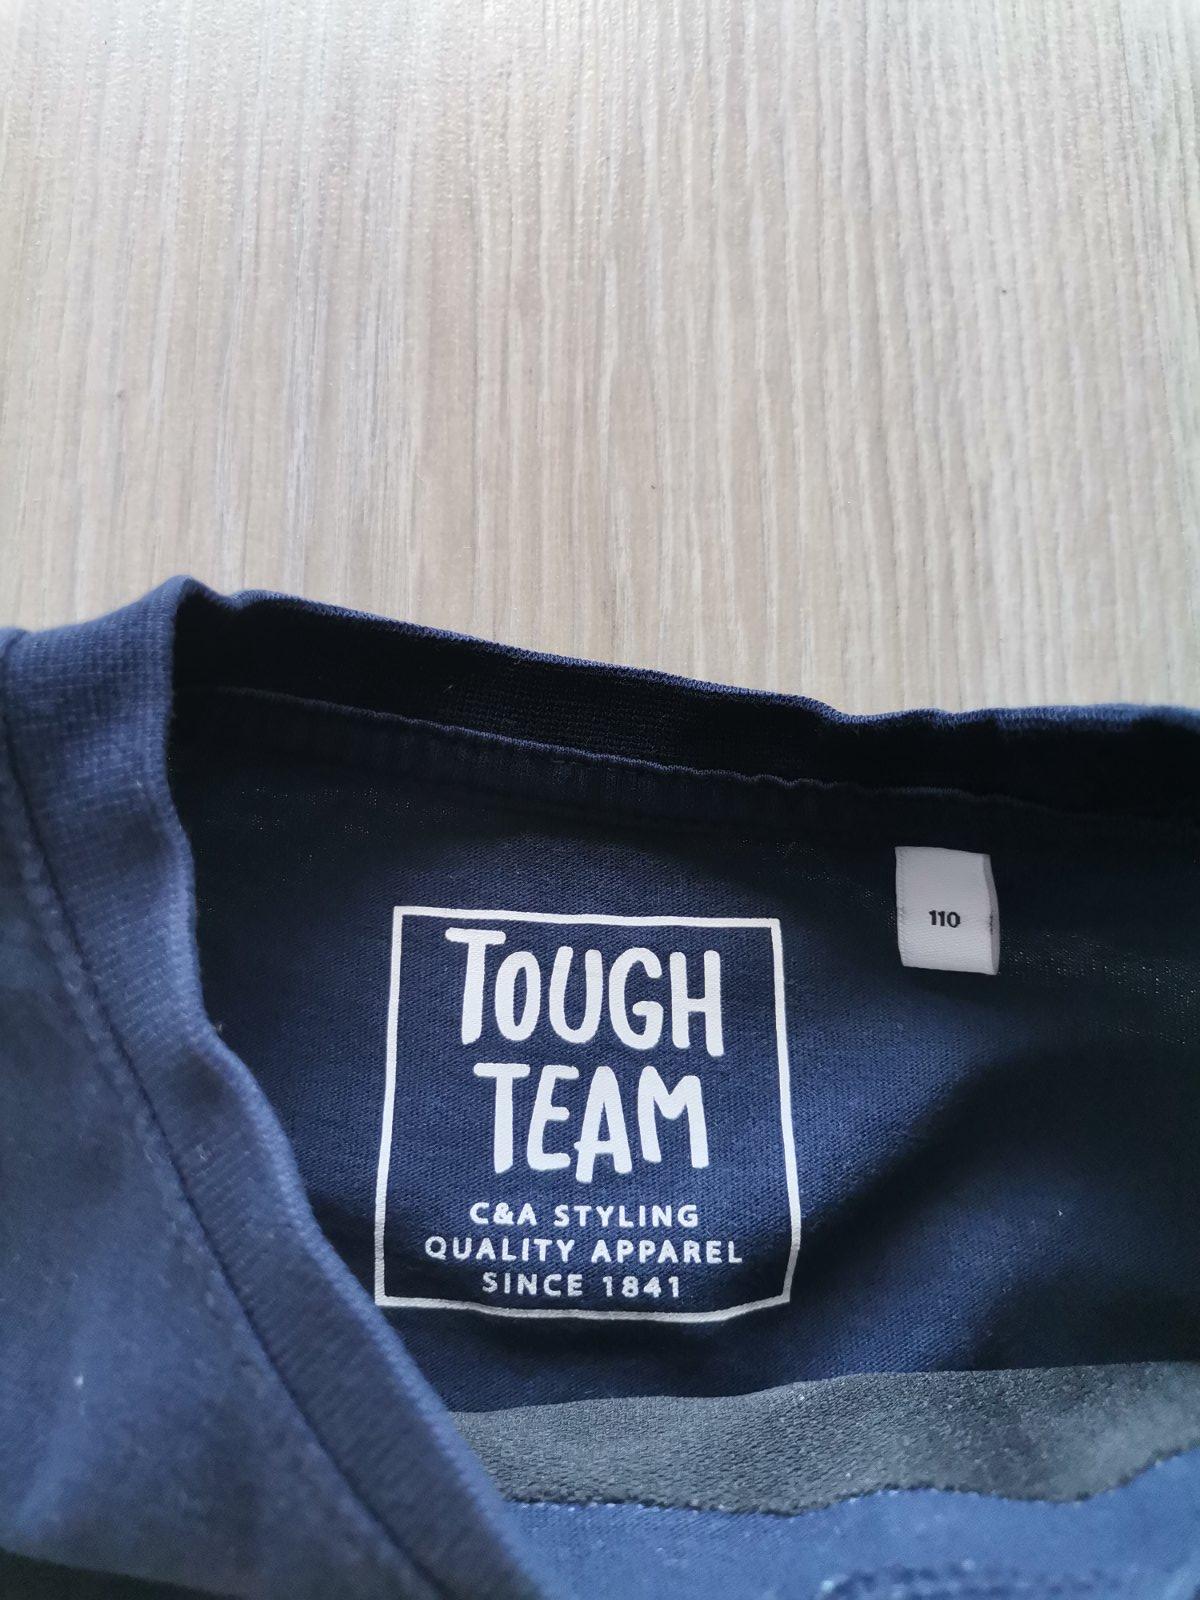 TOUGH
TEAM
C&A STYLING
QUALITY APPAREL
SINCE 1841
110